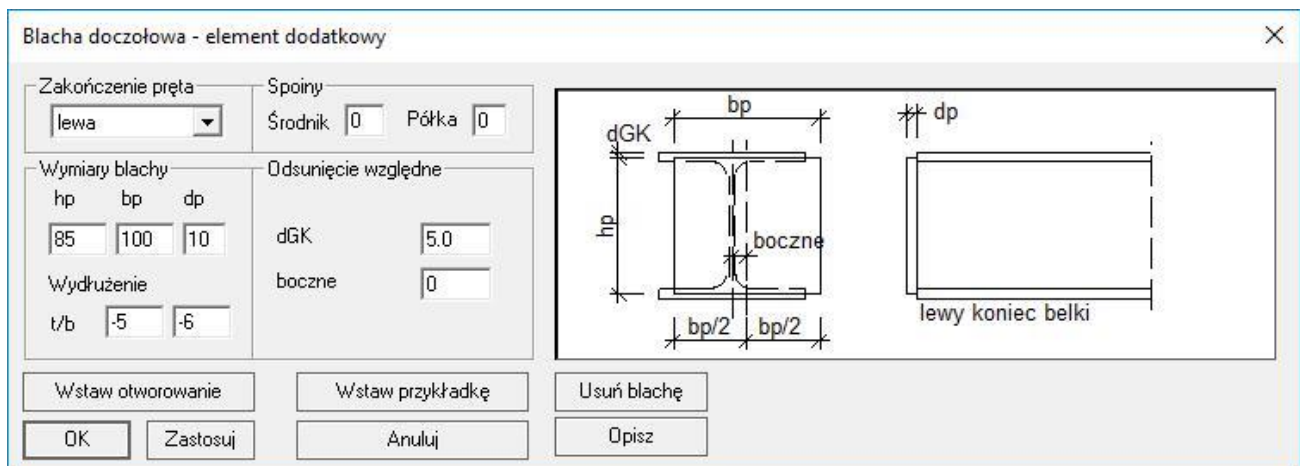 Blacha doczołowa - element dodatkowy
Zakończenie pręta
lewa
Spoiny
Środnik 0 Półka 0
Wymiary blachy
hp bp dp
85 100 10
Wydłużenie
t/b -5 -6
Odsunięcie względne
dGK 5.0
boczne 0
bp
dGK
hp
boczne
bp/2 bp/2
dp
lewy koniec belki
Wstaw otworowanie
Wstaw przykładkę
Usuń blachę
OK
Zastosuj
Anuluj
Opisz